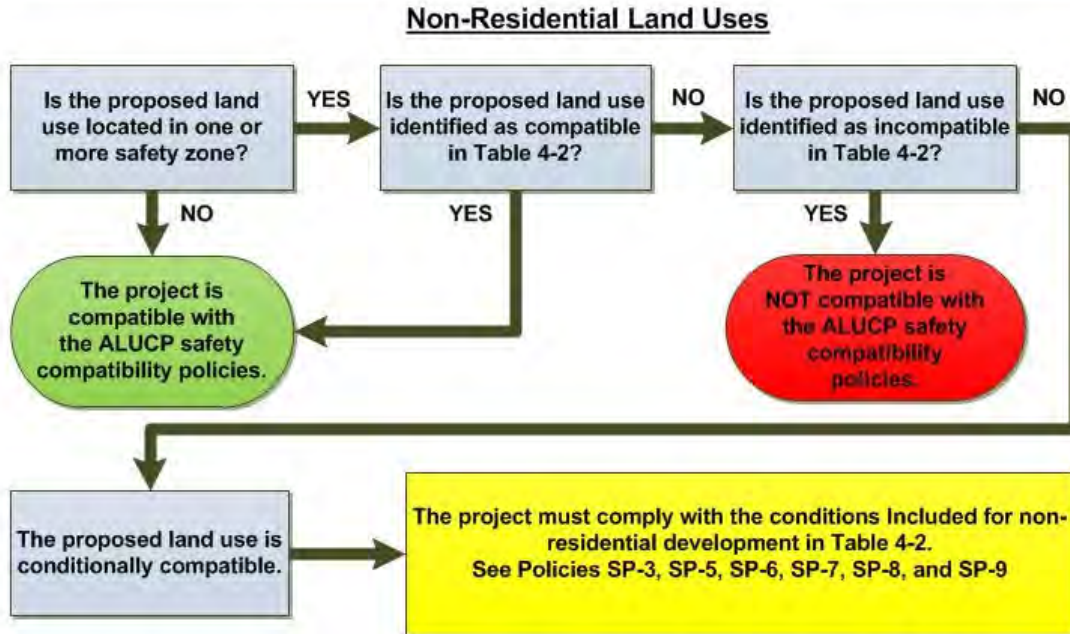 Non-Residential Land Uses
Is the proposed land
use located in one or
more safety zone?
YES
Is the proposed land use
identified as compatible
in Table 4-2?
NO
Is the proposed land use
identified as incompatible
in Table 4-2?
NO
NO
YES
YES
The project is
compatible with
the ALUCP safety
compatibility policies.
The project is
NOT compatible with
the ALUCP safety
compatibility
policies.
The proposed land use is
conditionally compatible.
The project must comply with the conditions Included for non-
residential development in Table 4-2.
See Policies SP-3, SP-5, SP-6, SP-7, SP-8, and SP-9